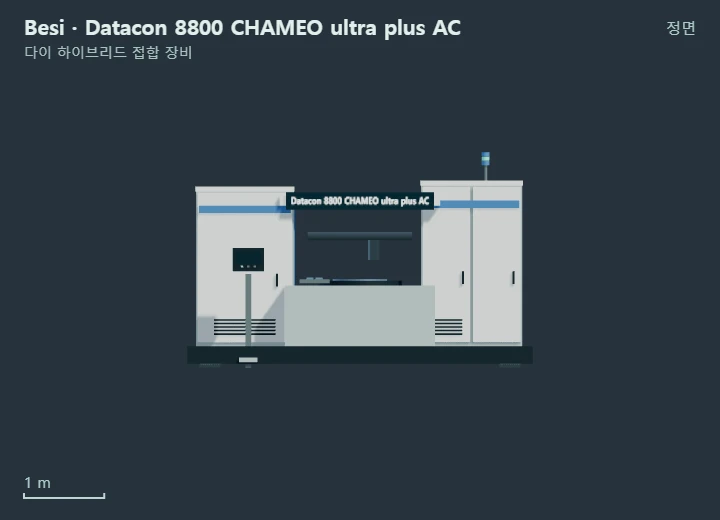 Besi · Datacon 8800 CHAMEO ultra plus AC
정면
다이 하이브리드 접합 장비
Datacon 8800 CHAMEO ultra plus AC
1 m